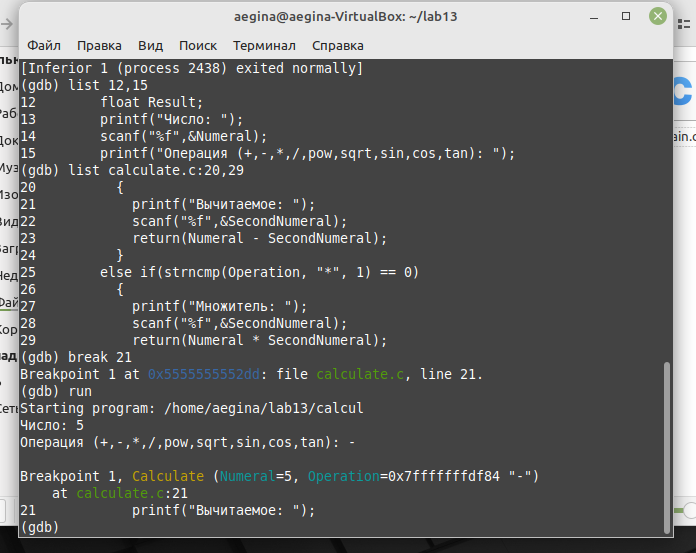 aegina@aegina-VirtualBox: ~/lab13
Файл Правка Вид Поиск Терминал Справка
[Inferior 1 (process 2438) exited normally]
(gdb) list 12,15
12        float Result;
13        printf("Число: ");
14        scanf("%f",&Numeral);
15        printf("Операция (+,-,*,/,pow,sqrt,sin,cos,tan): ");
(gdb) list calculate.c:20,29
20          {
21            printf("Вычитаемое: ");
22            scanf("%f",&SecondNumeral);
23            return(Numeral - SecondNumeral);
24          }
25        else if(strncmp(Operation, "*", 1) == 0)
26          {
27            printf("Множитель: ");
28            scanf("%f",&SecondNumeral);
29            return(Numeral * SecondNumeral);
(gdb) break 21
Breakpoint 1 at 0x5555555552dd: file calculate.c, line 21.
(gdb) run
Starting program: /home/aegina/lab13/calcul
Число: 5
Операция (+,-,*,/,pow,sqrt,sin,cos,tan): -
Breakpoint 1, Calculate (Numeral=5, Operation=0x7fffffffdf84 "-")
    at calculate.c:21
21            printf("Вычитаемое: ");
(gdb)